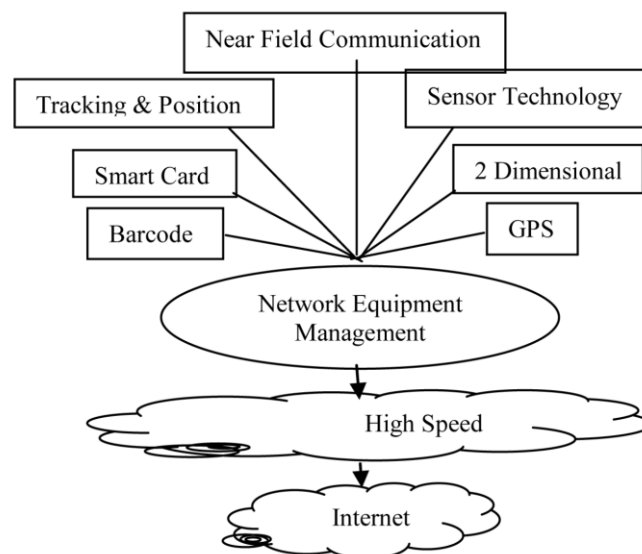 Near Field Communication
Tracking & Position
Sensor Technology
Smart Card
2 Dimensional
Barcode
GPS
Network Equipment
Management
High Speed
Internet